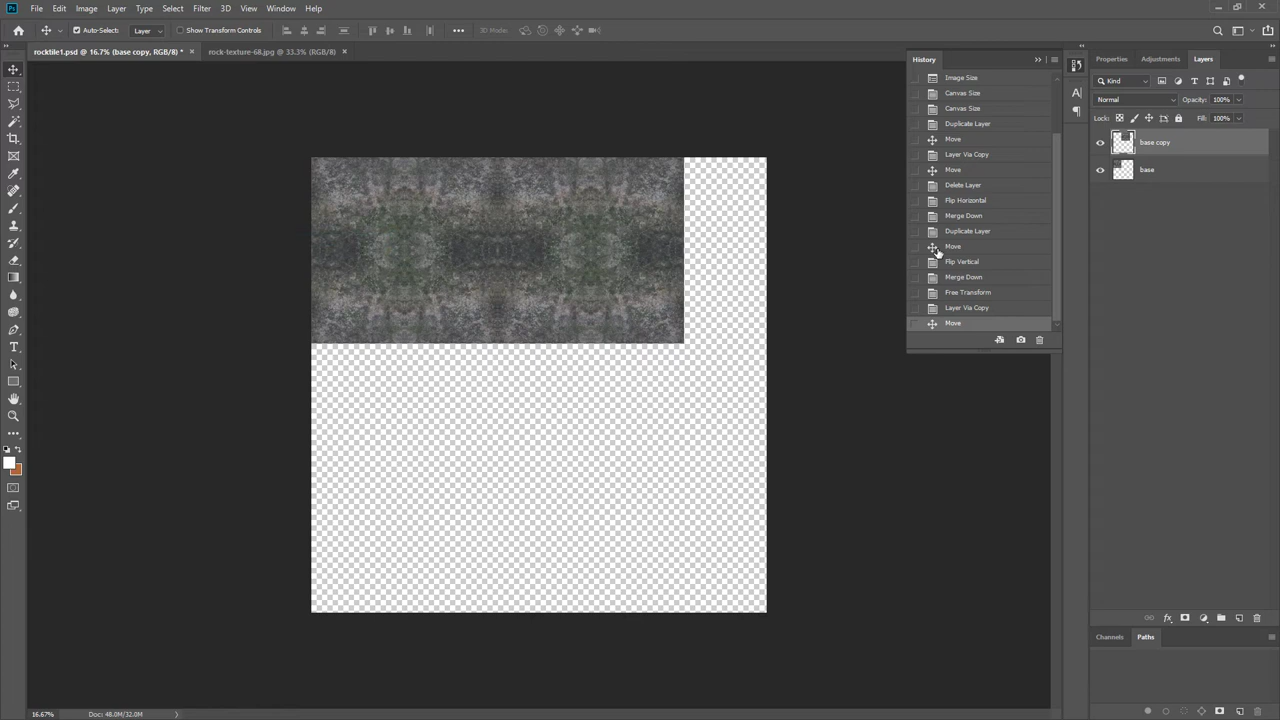 Ps File Edit Image Layer Type Select Filter 3D View Window Help
Auto-Select: Layer Show Transform Controls 3D Mode:
rocktile1.psd @ 16.7% (base copy, RGB/8) * × rock-texture-68.jpg @ 33.3% (RGB/8) ×
History
Image Size
Canvas Size
Canvas Size
Duplicate Layer
Move
Layer Via Copy
Move
Delete Layer
Flip Horizontal
Merge Down
Duplicate Layer
Move
Flip Vertical
Merge Down
Free Transform
Layer Via Copy
Move
Properties Adjustments Layers
Kind
Normal Opacity: 100%
Lock: Fill: 100%
base copy
base
fx
Channels Paths
16.67% Doc: 48.0M/32.0M